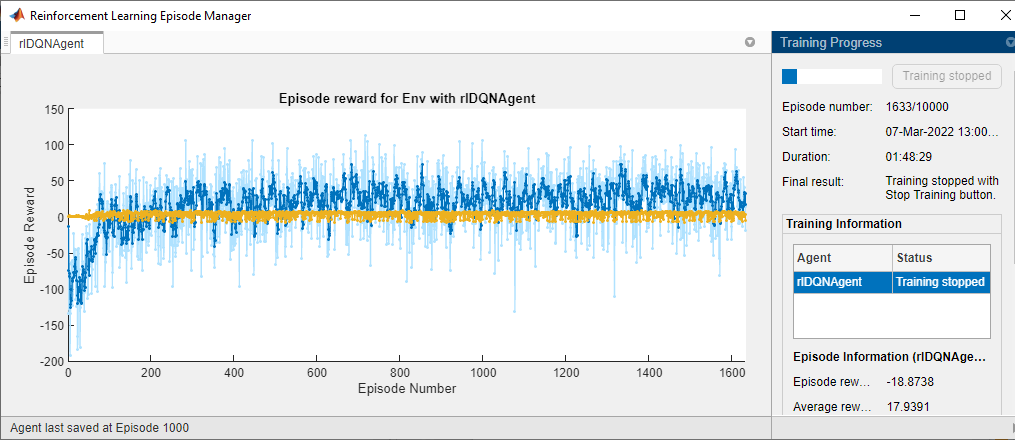 Reinforcement Learning Episode Manager
rlDQNAgent
Episode reward for Env with rlDQNAgent
Episode Reward
150
100
50
0
-50
-100
-150
-200
0
200
400
600
800
1000
1200
1400
1600
Episode Number
Agent last saved at Episode 1000
Training Progress
Training stopped
Episode number: 1633/10000
Start time: 07-Mar-2022 13:00...
Duration: 01:48:29
Final result: Training stopped with
Stop Training button.
Training Information
Agent Status
rlDQNAgent Training stopped
Episode Information (rlDQNAge...
Episode rew... -18.8738
Average rew... 17.9391